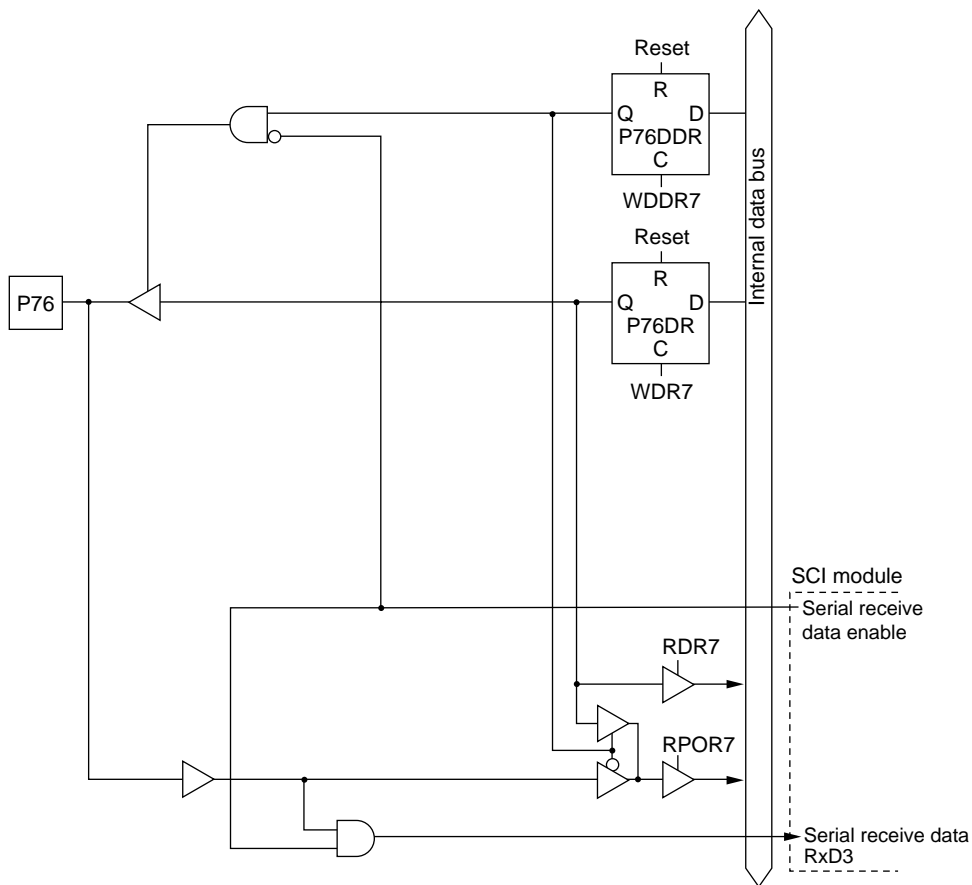 Reset
R
Q D
P76DDR
C
WDDR7
Reset
R
Q D
P76DR
C
WDR7
P76
Internal data bus
SCI module
Serial receive
data enable
RDR7
RPOR7
Serial receive data
RxD3